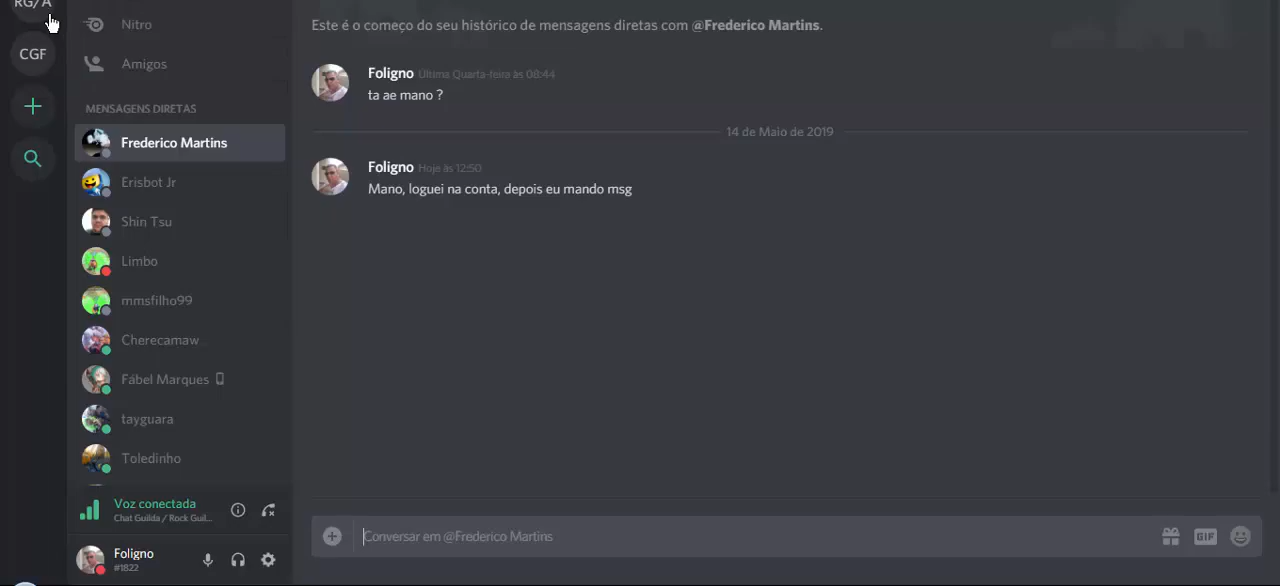 RG/A
CGF
Nitro
Amigos
MENSAGENS DIRETAS
Frederico Martins
Erisbot Jr
Shin Tsu
Limbo
mmsfilho99
Cherecamaw
Fábel Marques
tayguara
Toledinho
Voz conectada
Chat Guilda / Rock Guil...
Foligno
#1822
Este é o começo do seu histórico de mensagens diretas com @Frederico Martins.
Foligno Última Quarta-feira às 08:44
ta ae mano ?
14 de Maio de 2019
Foligno Hoje às 12:50
Mano, loguei na conta, depois eu mando msg
Conversar em @Frederico Martins
GIF